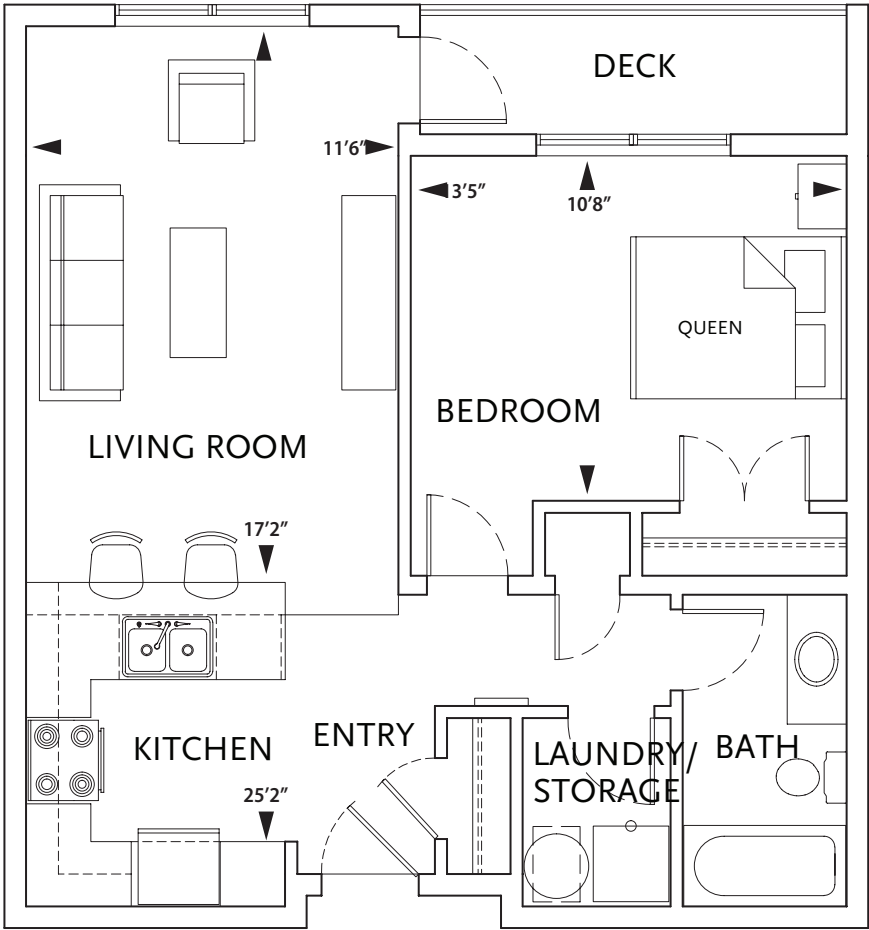 DECK
11’6”
13’5”
10’8”
QUEEN
BEDROOM
LIVING ROOM
17’2”
ENTRY
KITCHEN
LAUNDRY/
STORAGE
BATH
25’2”